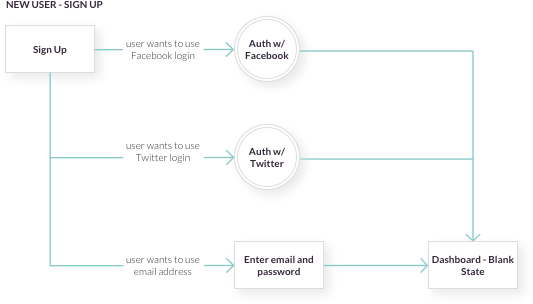 NEW USER - SIGN UP
Sign Up
user wants to use
Facebook login
Auth w/
Facebook
user wants to use
Twitter login
Auth w/
Twitter
user wants to use
email address
Enter email and
password
Dashboard - Blank
State